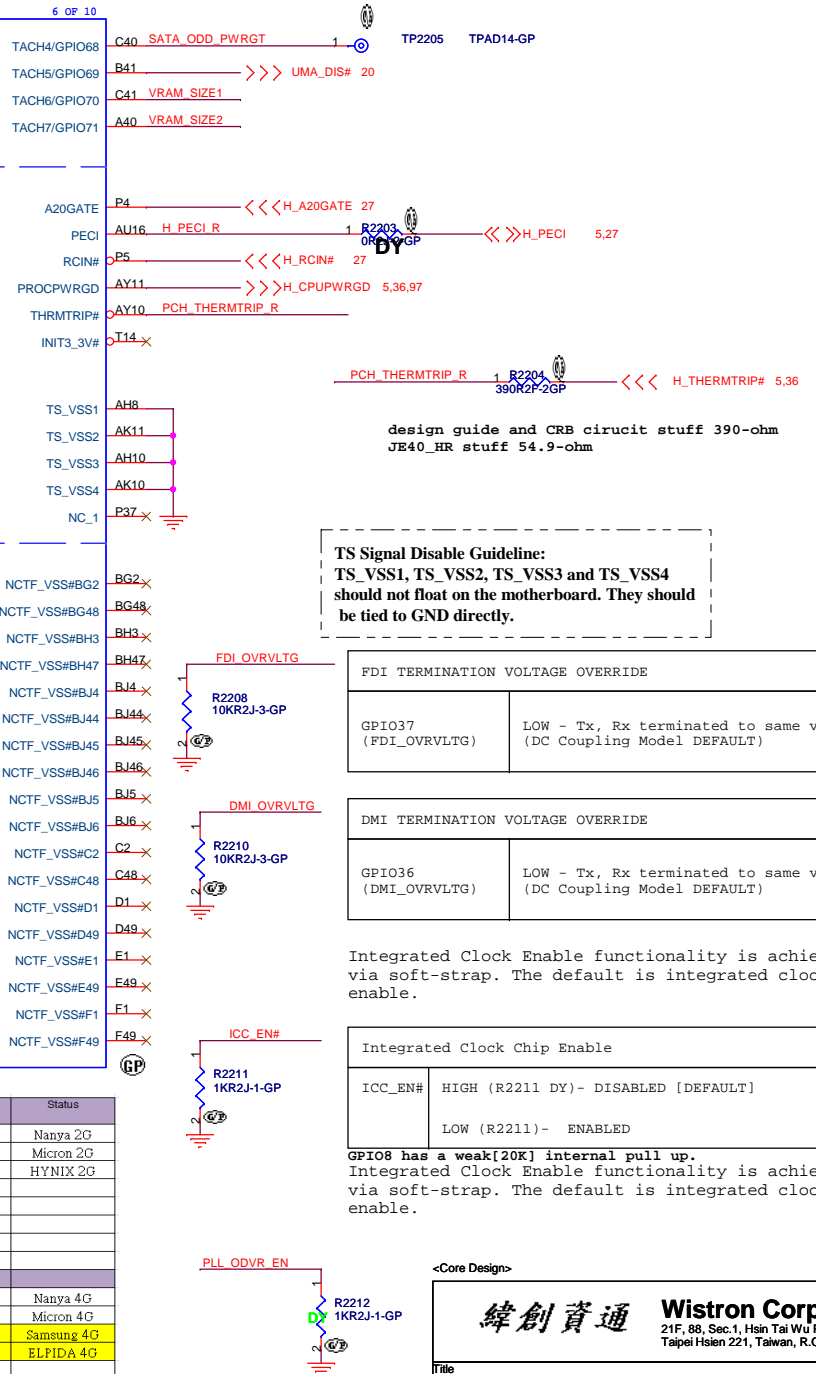 6 OF 10
TACH4/GPIO68 C40 SATA_ODD_PWRGT 1 TP2205 TPAD14-GP
TACH5/GPIO69 B41 UMA_DIS# 20
TACH6/GPIO70 C41 VRAM_SIZE1
TACH7/GPIO71 A40 VRAM_SIZE2
A20GATE P4 H_A20GATE 27
PECI AU16 H_PECI_R 1 R2203 H_PECI 5,27
DY
RCIN# P5 H_RCIN# 27
PROCPWRGD AY11 H_CPUPWRGD 5,36,97
THRMTRIP# AY10 PCH_THERMTRIP_R
INIT3_3V# T14
PCH_THERMTRIP_R 1 R2204 H_THERMTRIP# 5,36
390R2F-2GP
TS_VSS1 AH8
TS_VSS2 AK11
TS_VSS3 AH10
TS_VSS4 AK10
NC_1 P37
design guide and CRB cirucit stuff 390-ohm
JE40_HR stuff 54.9-ohm
TS Signal Disable Guideline:
TS_VSS1, TS_VSS2, TS_VSS3 and TS_VSS4
should not float on the motherboard. They should
be tied to GND directly.
NCTF_VSS#BG2 BG2
NCTF_VSS#BG48 BG48
NCTF_VSS#BH3 BH3
NCTF_VSS#BH47 BH47
NCTF_VSS#BJ4 BJ4
NCTF_VSS#BJ44 BJ44
NCTF_VSS#BJ45 BJ45
NCTF_VSS#BJ46 BJ46
NCTF_VSS#BJ5 BJ5
NCTF_VSS#BJ6 BJ6
NCTF_VSS#C2 C2
NCTF_VSS#C48 C48
NCTF_VSS#D1 D1
NCTF_VSS#D49 D49
NCTF_VSS#E1 E1
NCTF_VSS#E49 E49
NCTF_VSS#F1 F1
NCTF_VSS#F49 F49
GP
FDI_OVRVLTG
1
R2208
10KR2J-3-GP
2 G/P
FDI TERMINATION VOLTAGE OVERRIDE
GPIO37 LOW - Tx, Rx terminated to same v
(FDI_OVRVLTG) (DC Coupling Model DEFAULT)
DMI_OVRVLTG
1
R2210
10KR2J-3-GP
2 G/P
DMI TERMINATION VOLTAGE OVERRIDE
GPIO36 LOW - Tx, Rx terminated to same v
(DMI_OVRVLTG) (DC Coupling Model DEFAULT)
Integrated Clock Enable functionality is achie
via soft-strap. The default is integrated cloc
enable.
ICC_EN#
1
R2211
1KR2J-1-GP
2 G/P
Integrated Clock Chip Enable
ICC_EN# HIGH (R2211 DY)- DISABLED [DEFAULT]
LOW (R2211)- ENABLED
GPIO8 has a weak[20K] internal pull up.
Integrated Clock Enable functionality is achie
via soft-strap. The default is integrated cloc
enable.
Status
Nanya 2G
Micron 2G
HYNIX 2G
Nanya 4G
Micron 4G
Samsung 4G
ELPIDA 4G
PLL_ODVR_EN
1
R2212
DY 1KR2J-1-GP
2 G/P
<Core Design>
緯創資通 Wistron Corp
21F, 88, Sec.1, Hsin Tai Wu
Taipei Hsien 221, Taiwan, R.O
Title